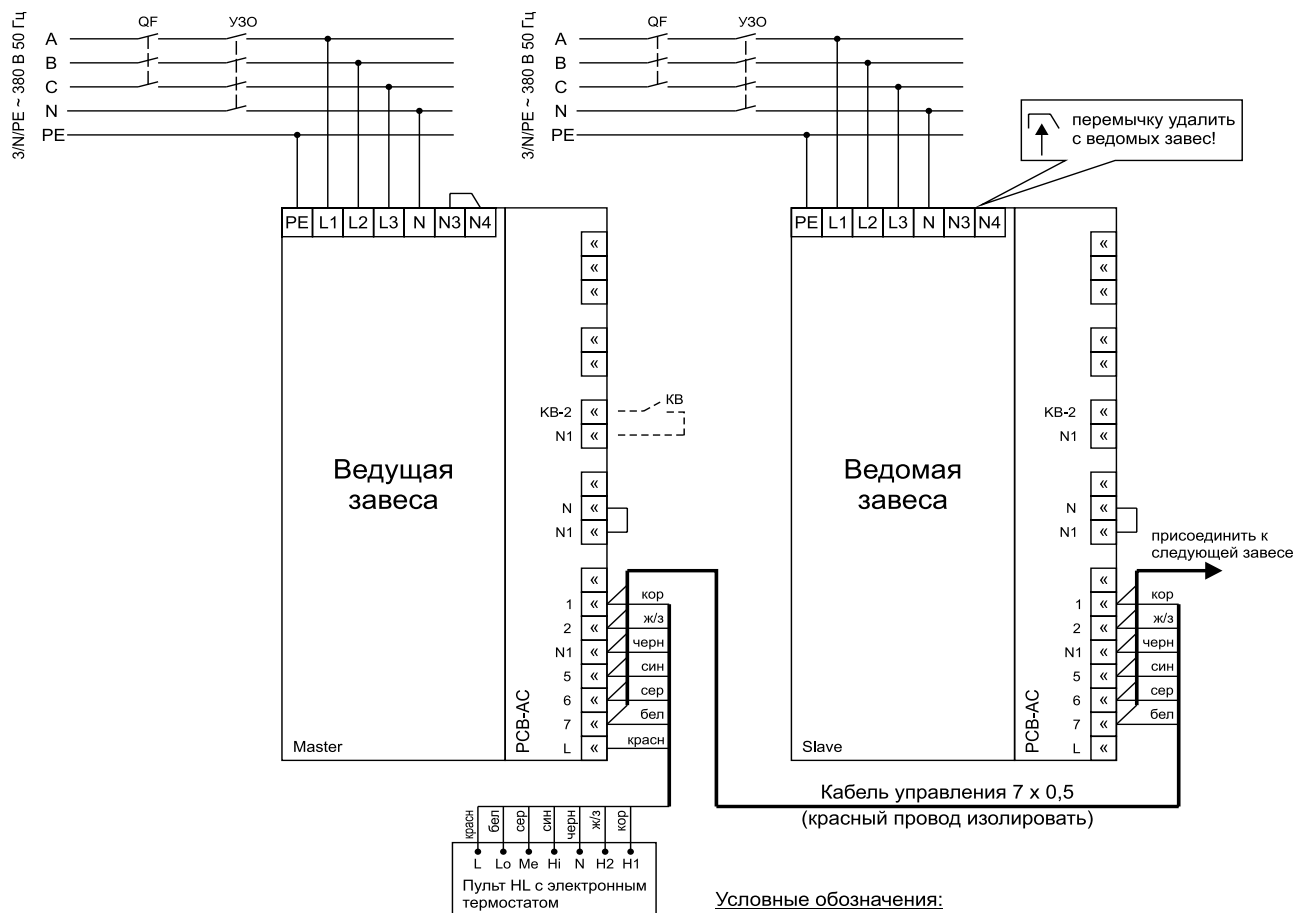 QF УЗО
3/N/PE ~ 380 В 50 Гц
A
B
C
N
PE
QF УЗО
3/N/PE ~ 380 В 50 Гц
A
B
C
N
PE
перемычку удалить
с ведомых завес!
PE L1 L2 L3 N N3 N4
«
«
«
«
«
KB-2 « КВ
N1 «
Ведущая
завеса
«
N «
N1 «
«
1 « кор
2 « ж/з
N1 « черн
5 « син
6 « сер
7 « бел
L « красн
Master
PCB-AC
PE L1 L2 L3 N N3 N4
«
«
«
«
«
KB-2 «
N1 «
Ведомая
завеса
«
N «
N1 «
присоединить к
следующей завесе
«
1 « кор
2 « ж/з
N1 « черн
5 « син
6 « сер
7 « бел
L «
Slave
PCB-AC
Кабель управления 7 х 0,5
(красный провод изолировать)
красн бел сер син черн ж/з кор
L Lo Me Hi N H2 H1
Пульт HL с электронным
термостатом
Условные обозначения: